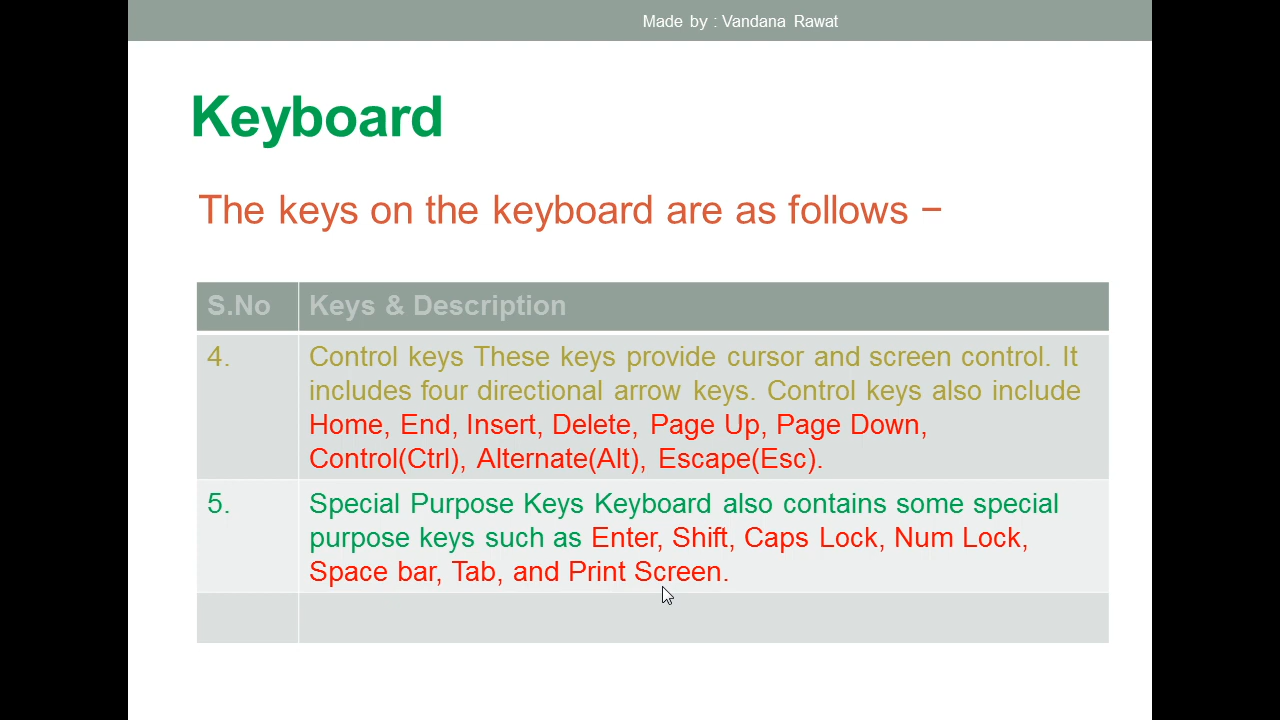 Made by : Vandana Rawat
Keyboard
The keys on the keyboard are as follows −
S.No Keys & Description
4. Control keys These keys provide cursor and screen control. It
includes four directional arrow keys. Control keys also include
Home, End, Insert, Delete, Page Up, Page Down,
Control(Ctrl), Alternate(Alt), Escape(Esc).
5. Special Purpose Keys Keyboard also contains some special
purpose keys such as Enter, Shift, Caps Lock, Num Lock,
Space bar, Tab, and Print Screen.